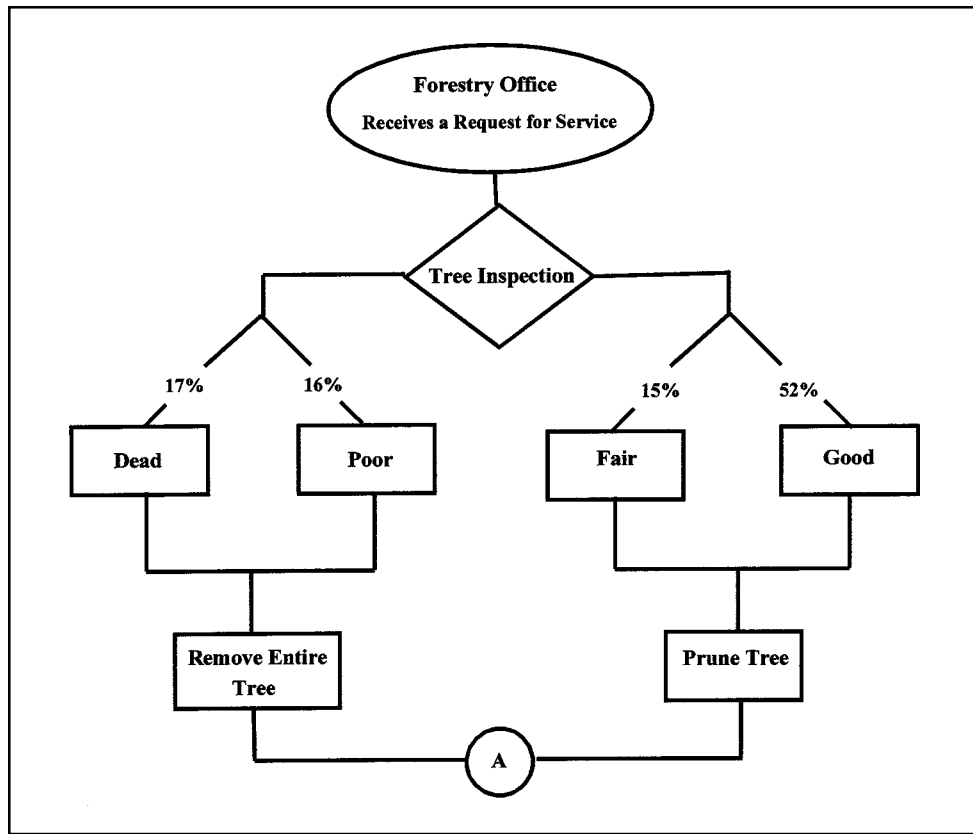 Forestry Office
Receives a Request for Service
Tree Inspection
17%
16%
15%
52%
Dead
Poor
Fair
Good
Remove Entire
Tree
Prune Tree
A